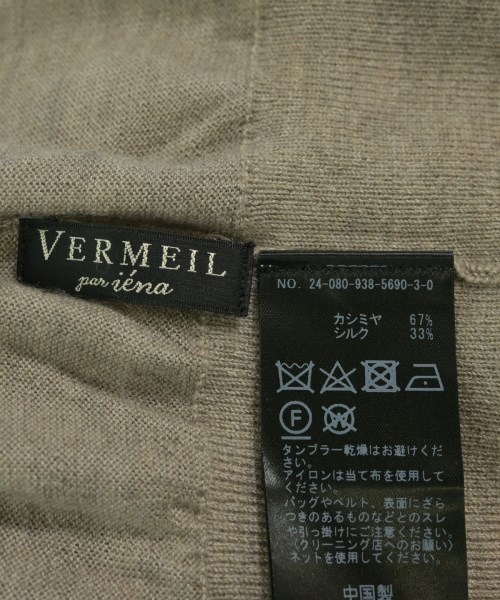 VERMEIL
par iéna
NO. 24-080-938-5690-3-0
カシミヤ 67%
シルク 33%
F
W
タンブラー乾燥はお避けくだ
さい。
アイロンは当て布を使用して
ください。
バッグやベルト、表面にざら
つきのあるものなどとのスレ
や引っ掛けにご注意ください。
〈クリーニング店へのお願い〉
ネットを使用してください。
中国製